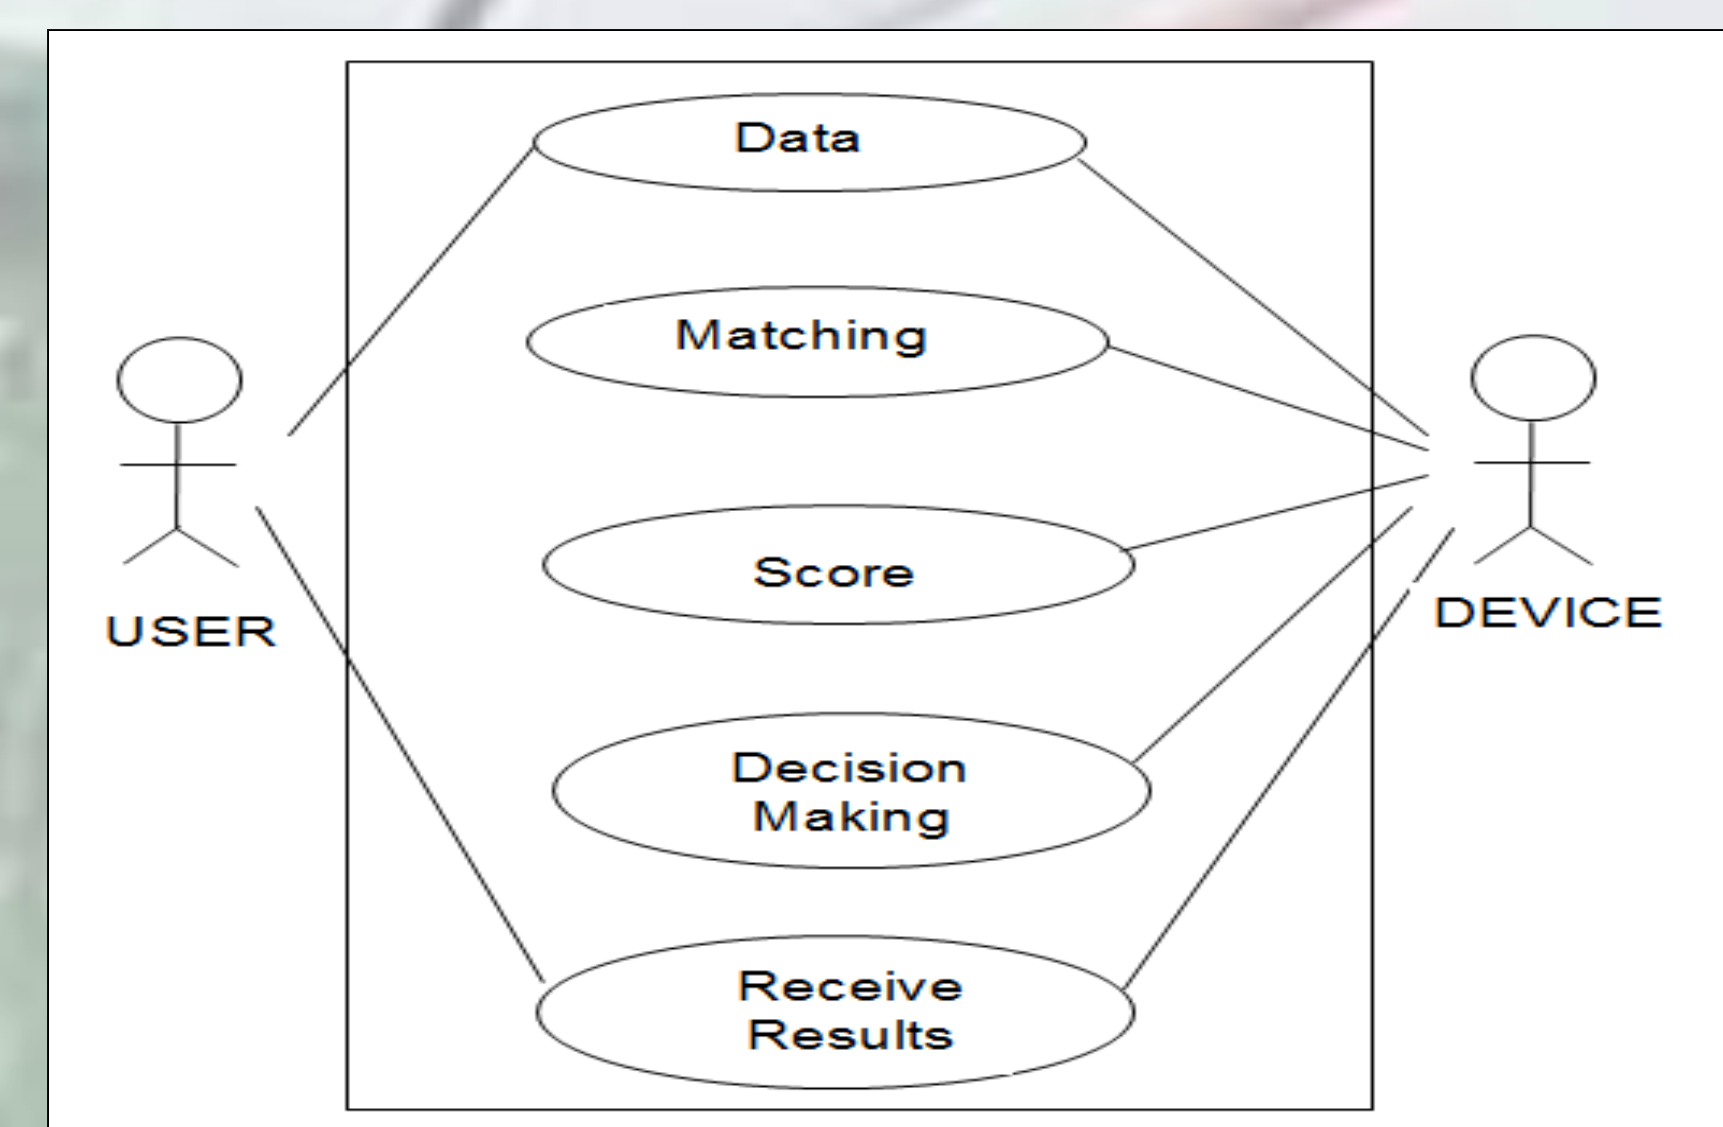 Data
Matching
Score
USER
DEVICE
Decision
Making
Receive
Results